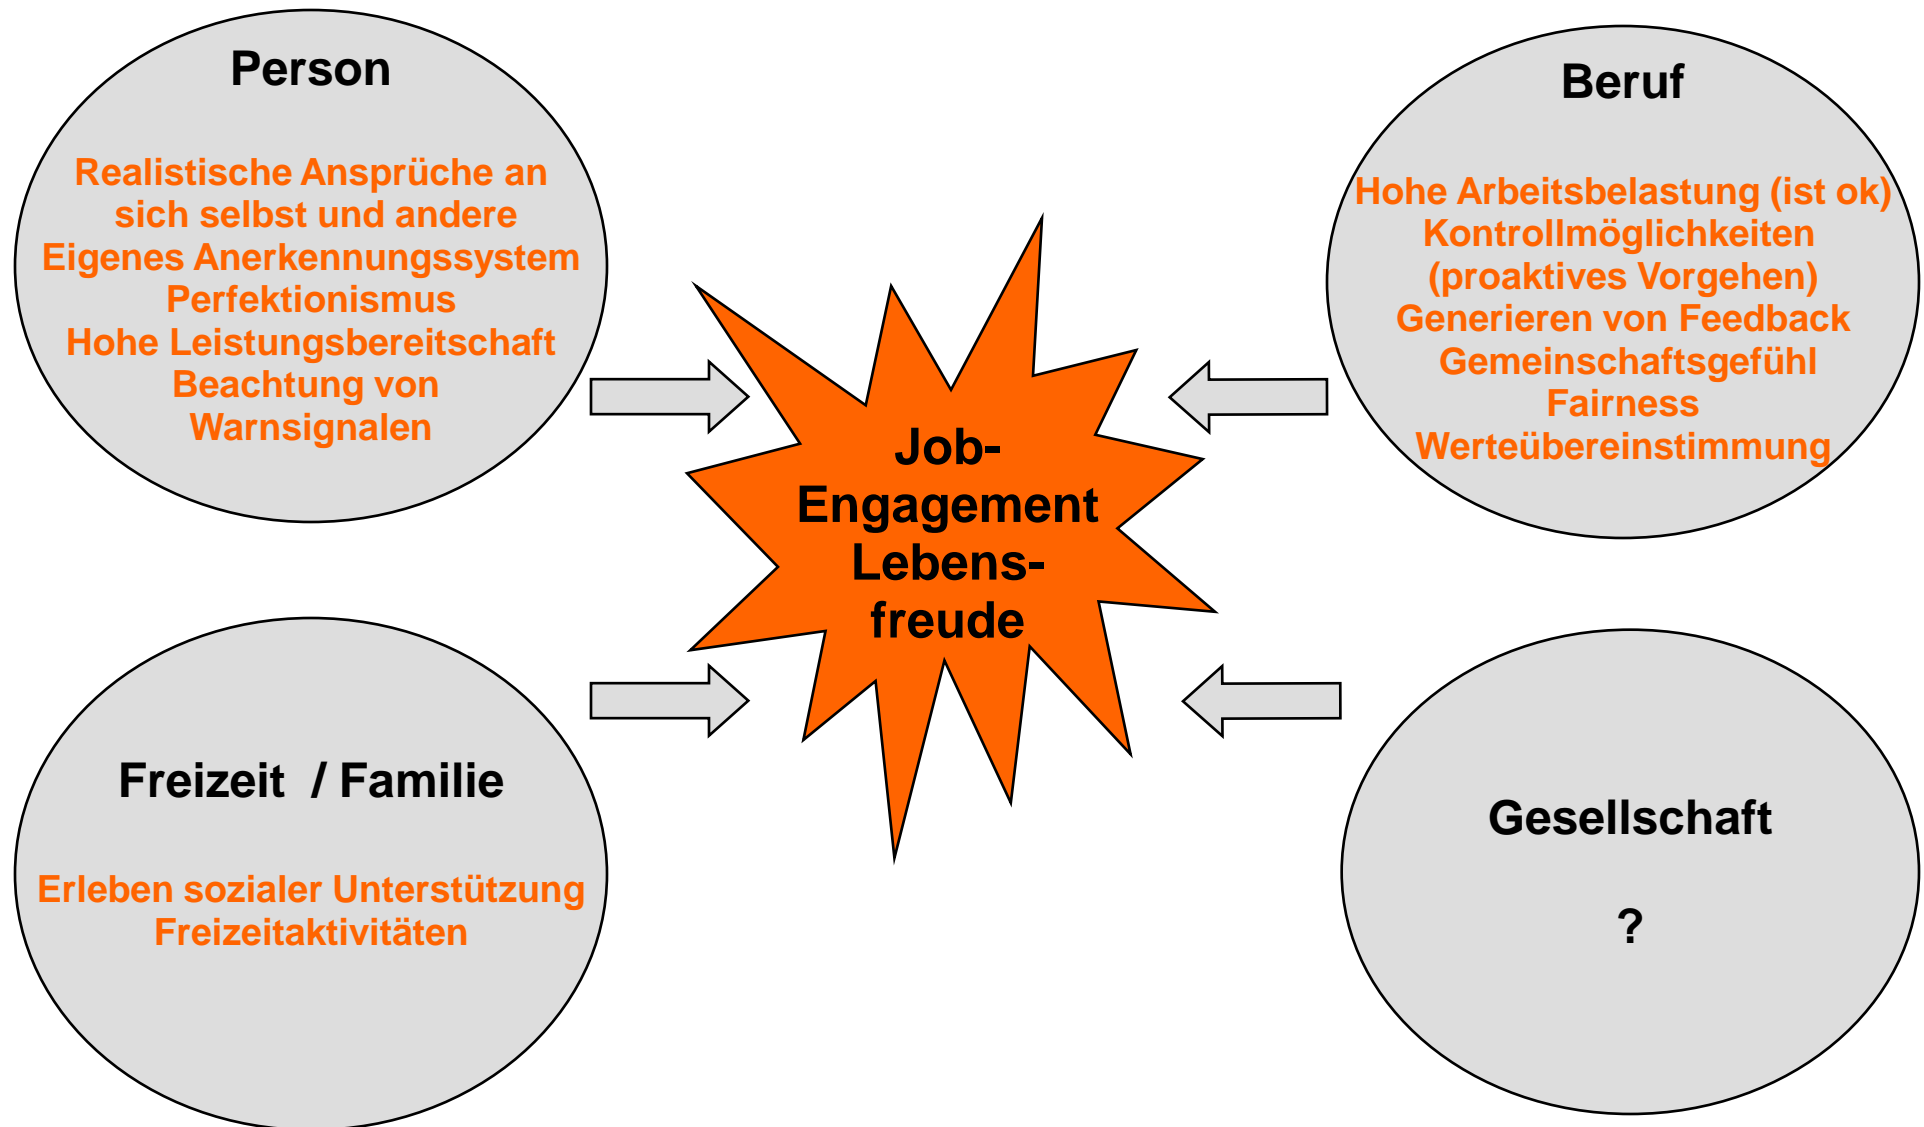 Person
Realistische Ansprüche an
sich selbst und andere
Eigenes Anerkennungssystem
Perfektionismus
Hohe Leistungsbereitschaft
Beachtung von
Warnsignalen
Beruf
Hohe Arbeitsbelastung (ist ok)
Kontrollmöglichkeiten
(proaktives Vorgehen)
Generieren von Feedback
Gemeinschaftsgefühl
Fairness
Werteübereinstimmung
Job-
Engagement
Lebens-
freude
Freizeit / Familie
Erleben sozialer Unterstützung
Freizeitaktivitäten
Gesellschaft
?